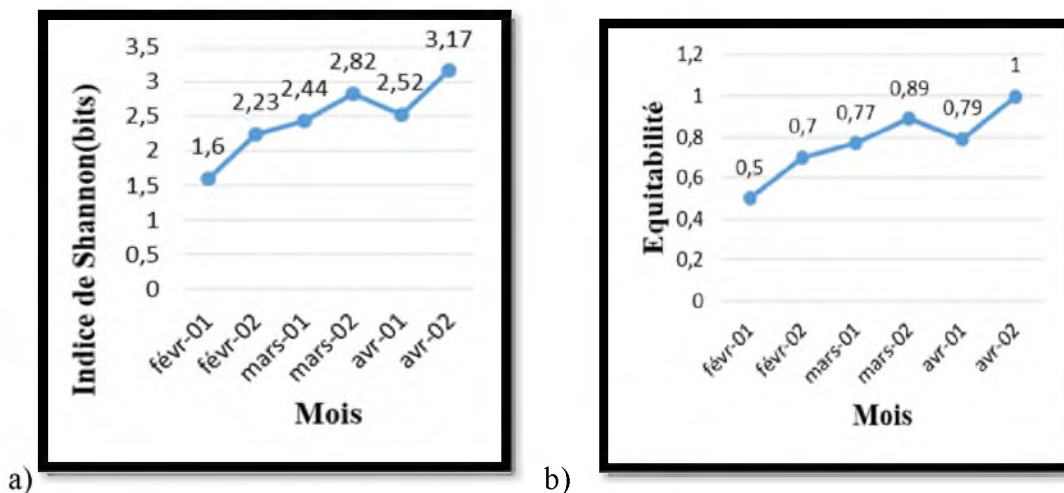 3,5
3
2,5
2
1,5
1
0,5
0
1,6
2,23
2,44
2,82
2,52
3,17
Indice de Shannon(bits)
févr-01
févr-02
mars-01
mars-02
avr-01
avr-02
Mois
a)
1,2
1
0,8
0,6
0,4
0,2
0
0,5
0,7
0,77
0,89
0,79
1
Equitabilité
févr-01
févr-02
mars-01
mars-02
avr-01
avr-02
Mois
b)